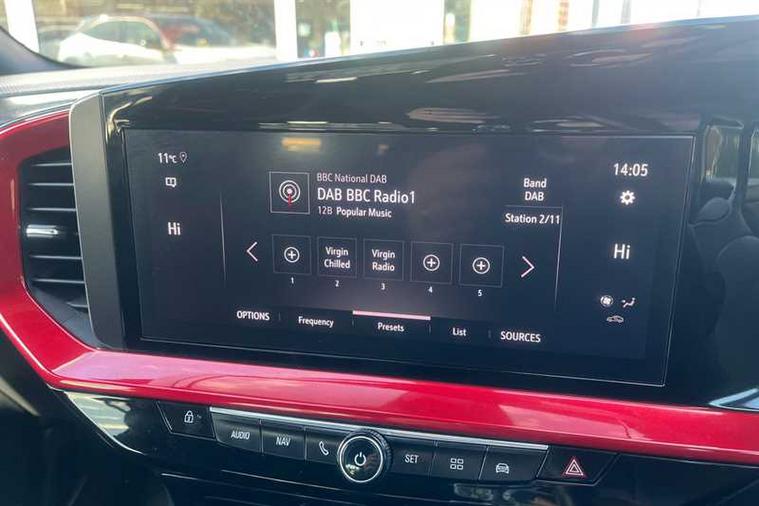 11°C
14:05
BBC National DAB
DAB BBC Radio1
12B Popular Music
Band
DAB
Station 2/11
Hi
Hi
Virgin
Chilled
Virgin
Radio
1
2
3
4
5
OPTIONS
Frequency
Presets
List
SOURCES
AUDIO
NAV
SET